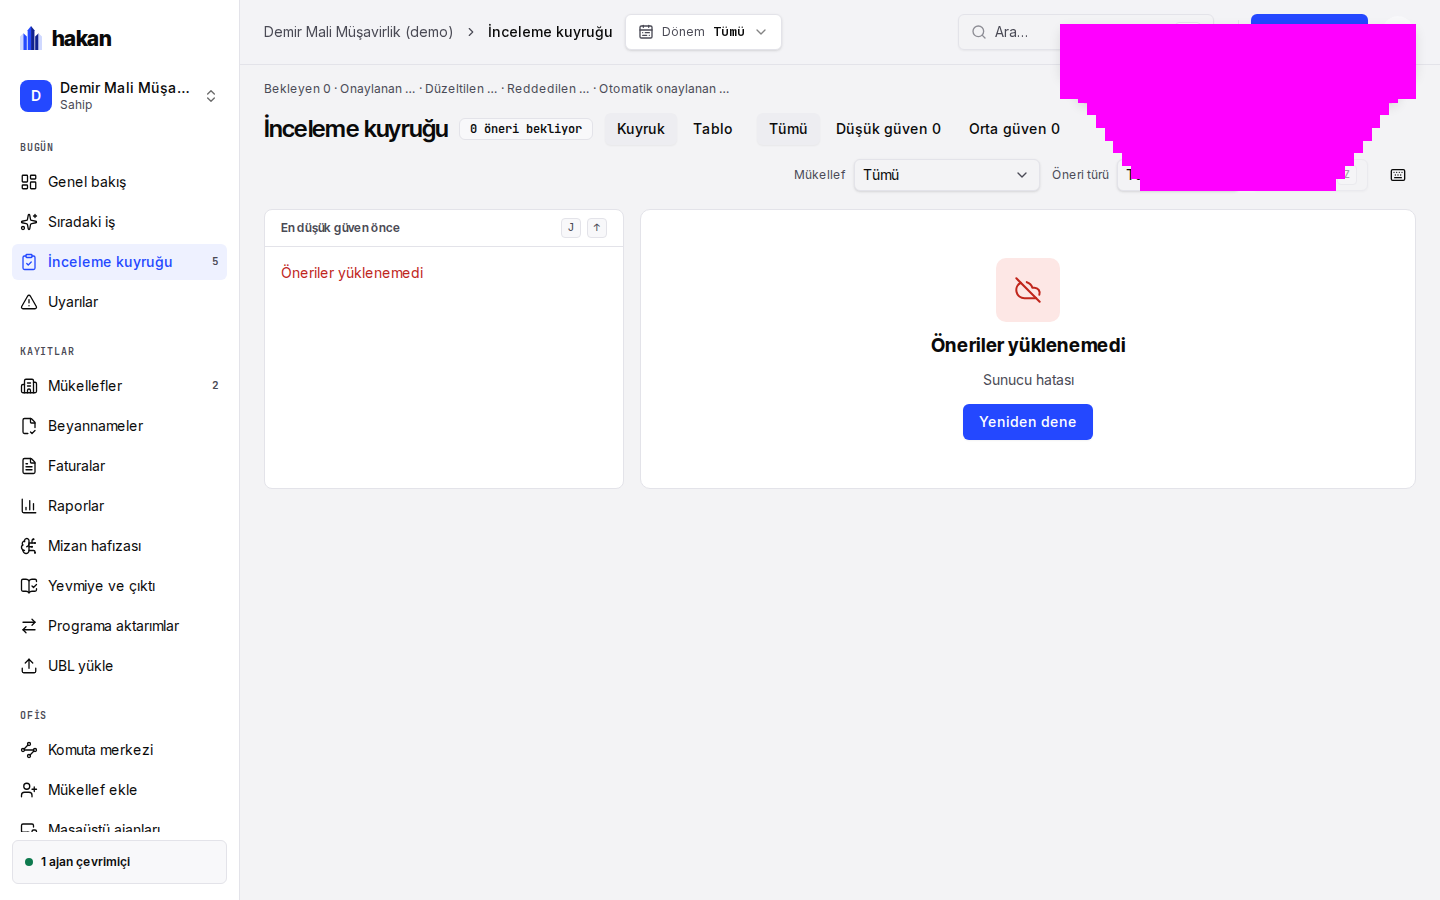 hakan
Demir Mali Müşavirlik (demo)
İnceleme kuyruğu
Dönem Tümü
Ara...
D
Demir Mali Müşa...
Sahip
BUGÜN
Genel bakış
Sıradaki iş
İnceleme kuyruğu 5
Uyarılar
KAYITLAR
Mükellefler 2
Beyannameler
Faturalar
Raporlar
Mizan hafızası
Yevmiye ve çıktı
Programa aktarımlar
UBL yükle
OFİS
Komuta merkezi
Mükellef ekle
Masaüstü ajanları
1 ajan çevrimiçi
Bekleyen 0 · Onaylanan ... · Düzeltilen ... · Reddedilen ... · Otomatik onaylanan ...
İnceleme kuyruğu
0 öneri bekliyor
Kuyruk Tablo
Tümü Düşük güven 0 Orta güven 0
Mükellef Tümü
Öneri türü
Z
En düşük güven önce
J ↑
Öneriler yüklenemedi
Öneriler yüklenemedi
Sunucu hatası
Yeniden dene